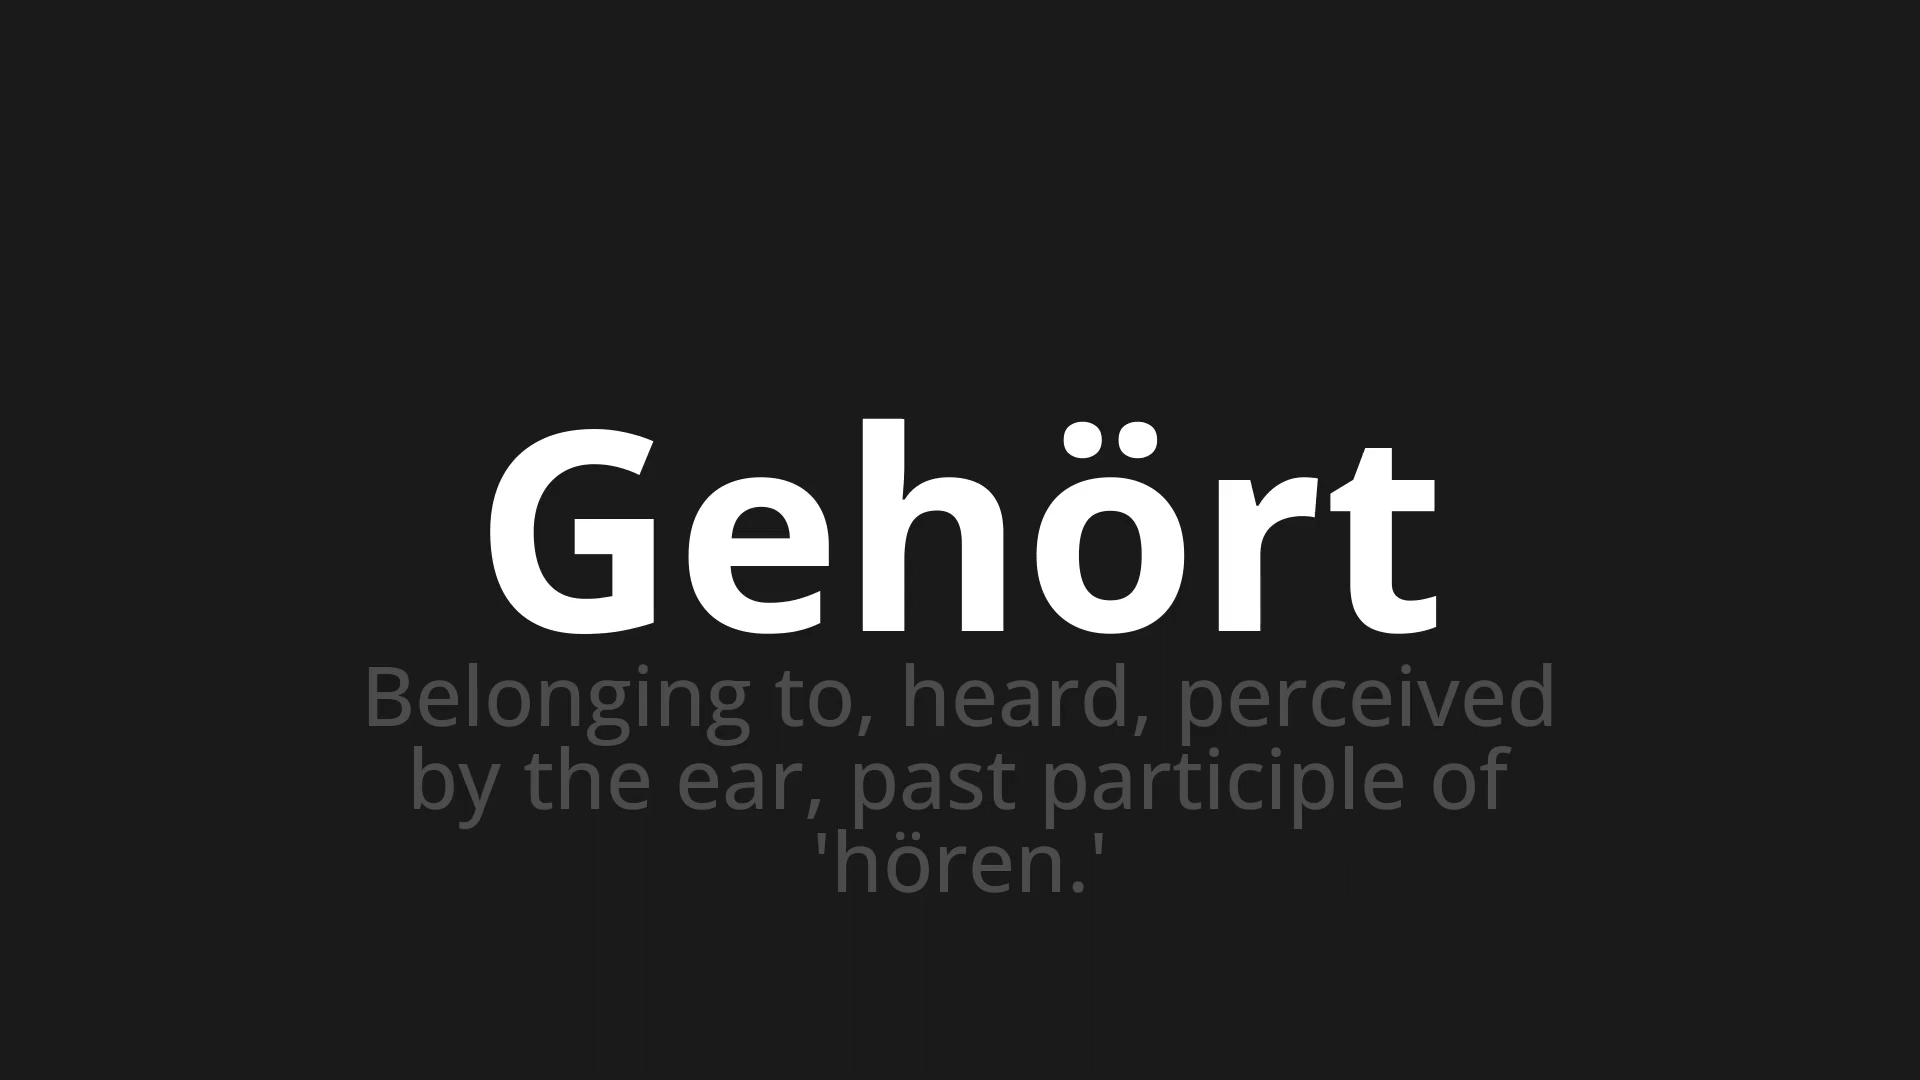 Gehört
Belonging to, heard, perceived
by the ear, past participle of
'hören.'